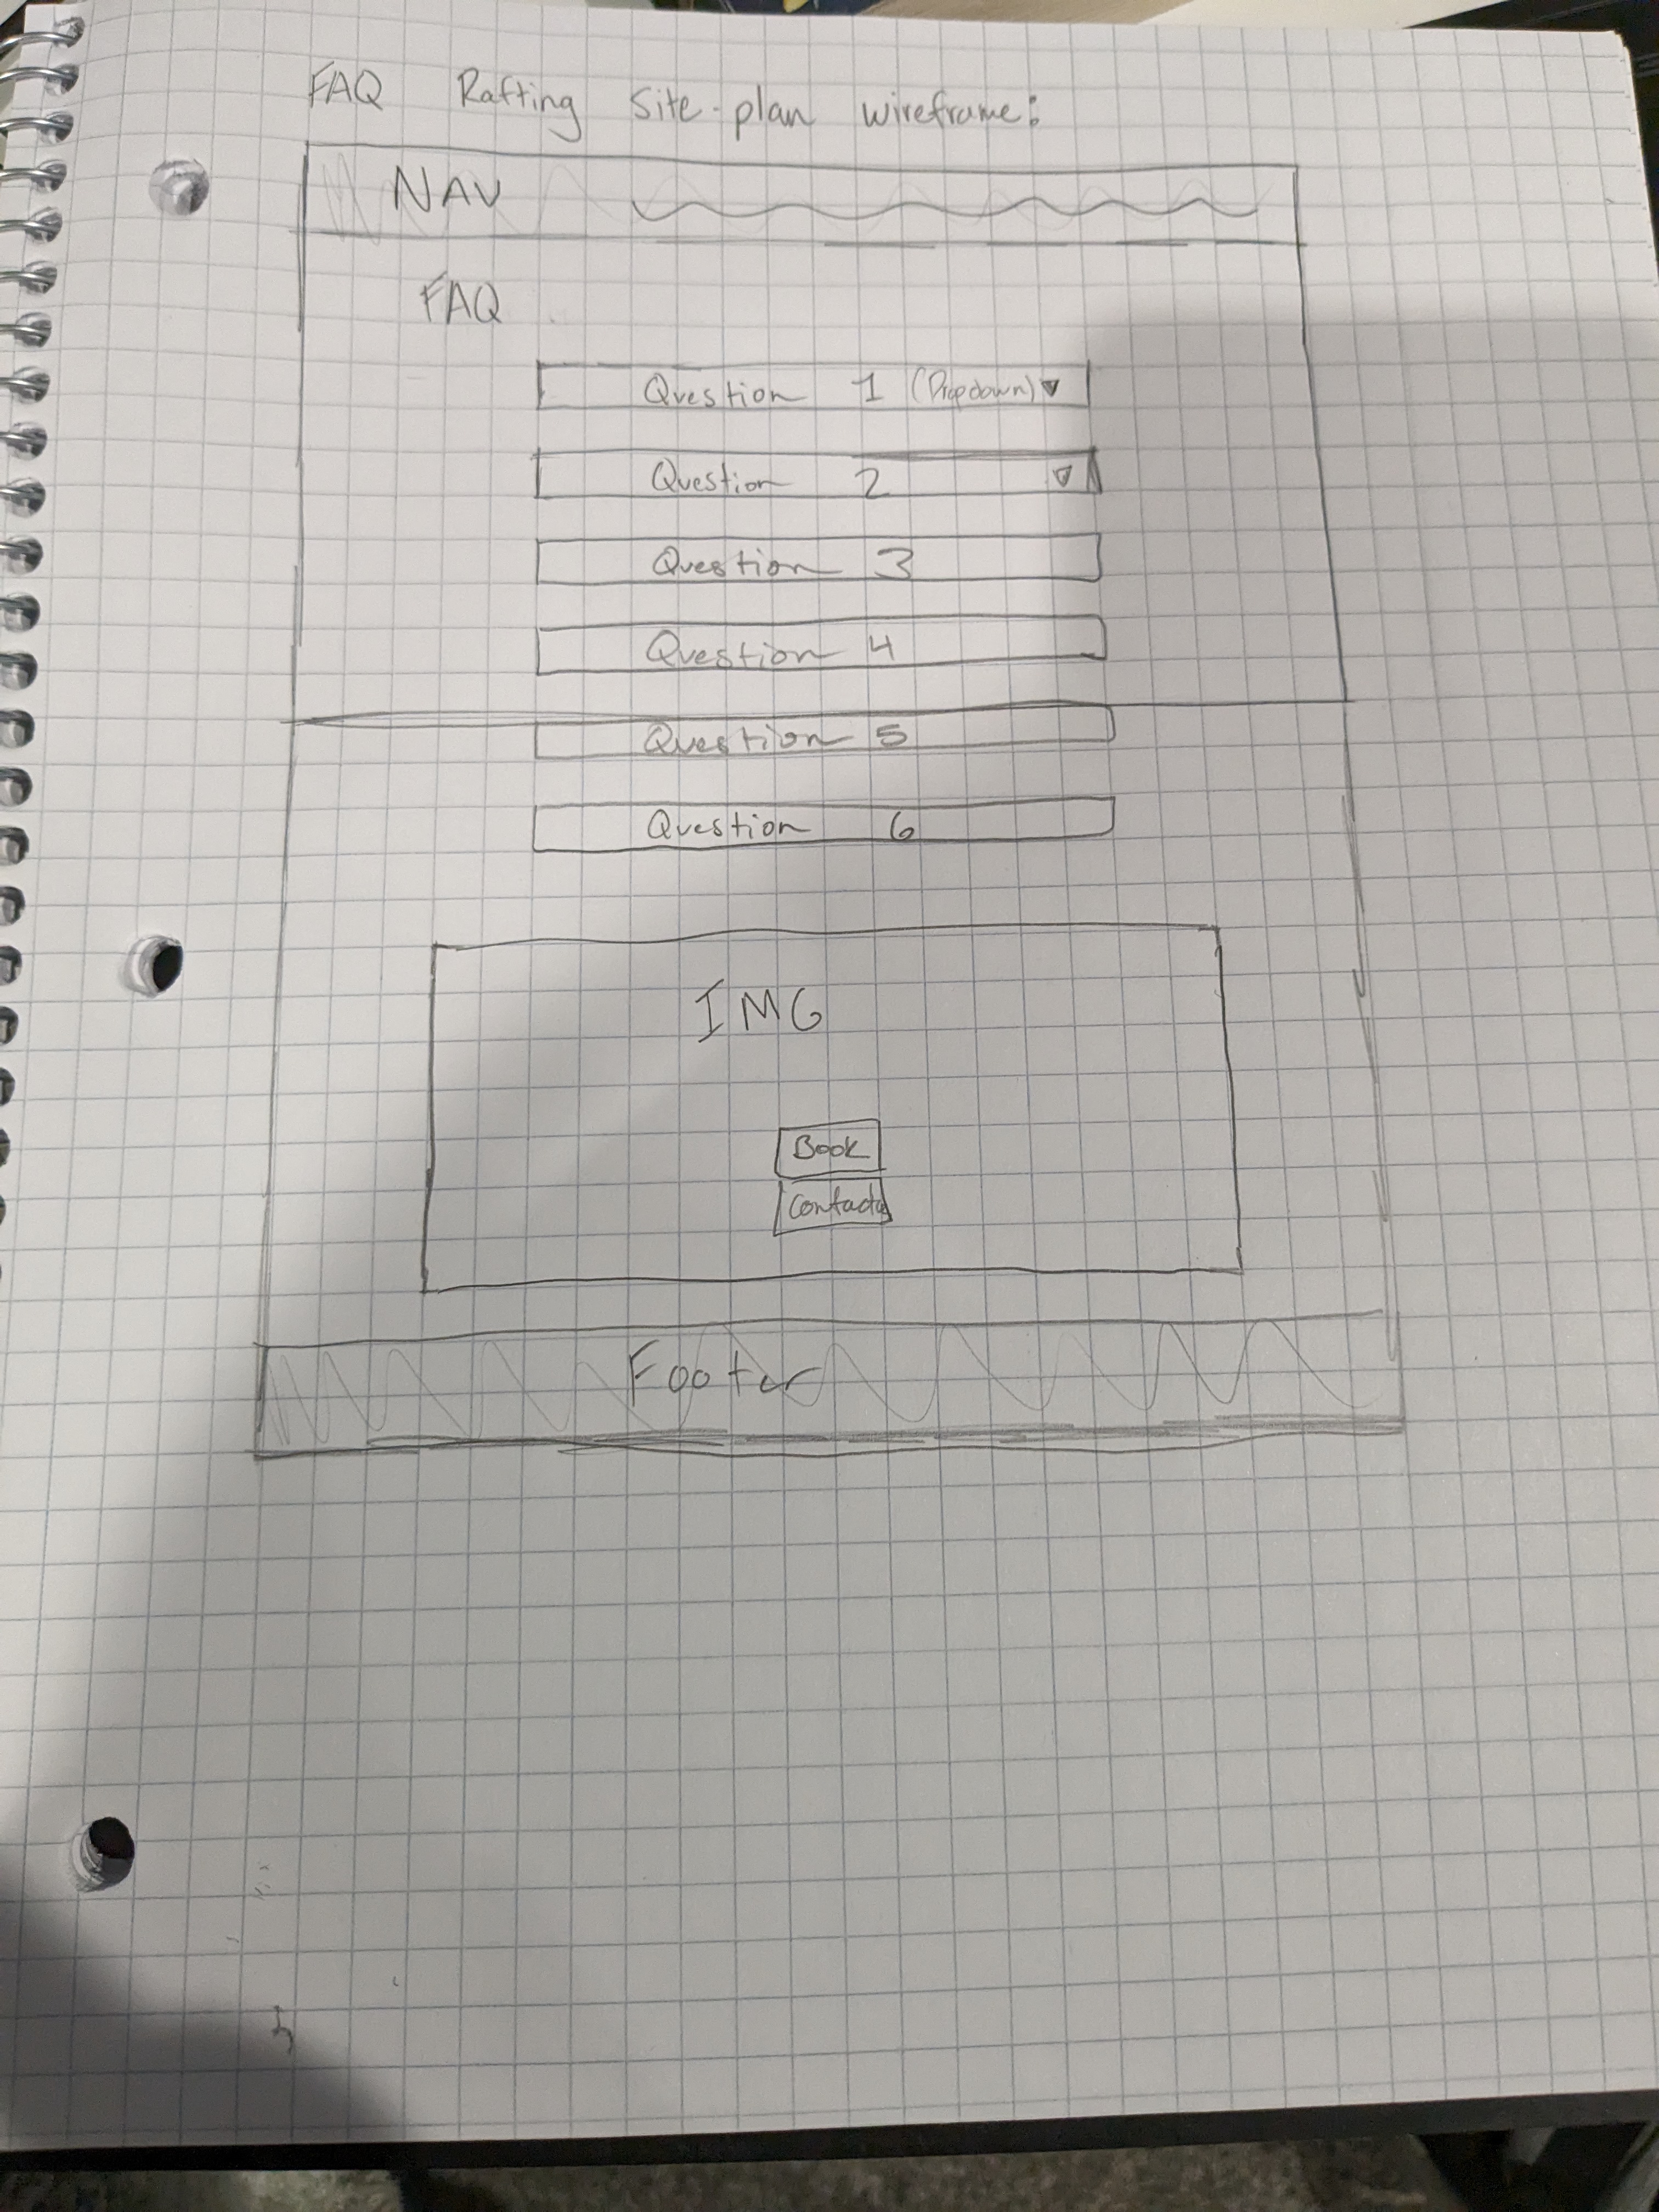 FAQ Rafting Site-plan wireframe:
NAV
FAQ
Question 1 (Dropdown)
Question 2
Question 3
Question 4
Question 5
Question 6
IMG
Book
Contact
Footer